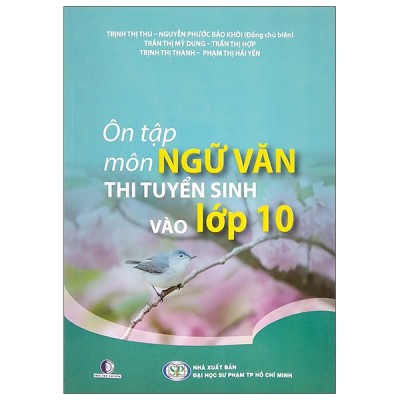 TRỊNH THỊ THU – NGUYỄN PHƯỚC BẢO KHÔI (Đồng chủ biên)
TRẦN THỊ MỸ DUNG – TRẦN THỊ HỢP
TRỊNH THỊ THANH – PHẠM THỊ HẢI YẾN
Ôn tập
môn NGỮ VĂN
THI TUYỂN SINH
VÀO lớp 10
NHÀ XUẤT BẢN
ĐẠI HỌC SƯ PHẠM TP HỒ CHÍ MINH